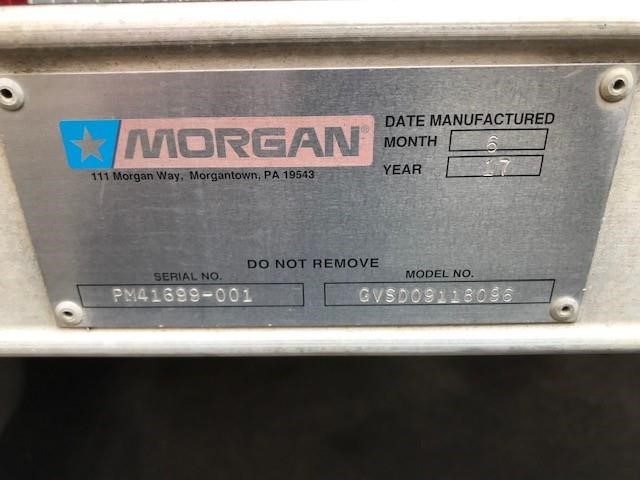 MORGAN®
111 Morgan Way, Morgantown, PA 19543
DATE MANUFACTURED
MONTH 6
YEAR 17
DO NOT REMOVE
SERIAL NO.
PM41699-001
MODEL NO.
GVSD09118096